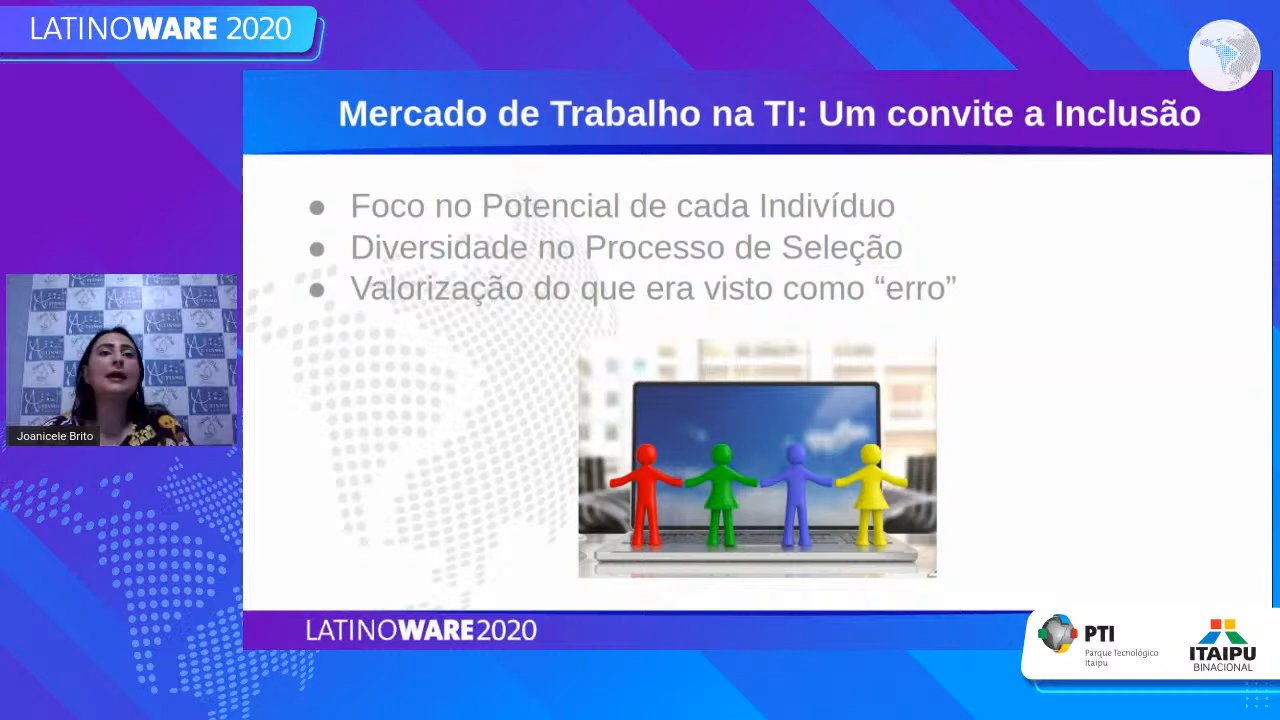 LATINOWARE 2020
Mercado de Trabalho na TI: Um convite a Inclusão
● Foco no Potencial de cada Indivíduo
● Diversidade no Processo de Seleção
● Valorização do que era visto como “erro”
Joanicele Brito
LATINOWARE2020
PTI
Parque Tecnológico
Itaipu
ITAIPU
BINACIONAL